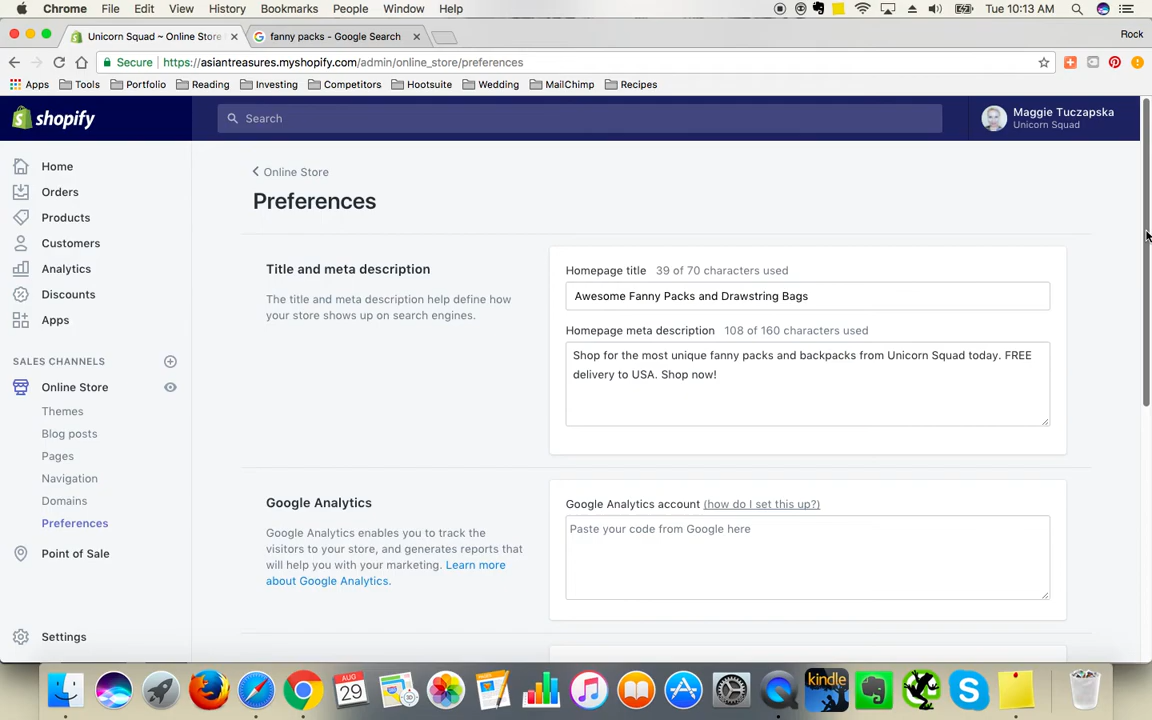 Chrome File Edit View History Bookmarks People Window Help Tue 10:13 AM
Unicorn Squad ~ Online Store fanny packs - Google Search Rock
Secure https://asiantreasures.myshopify.com/admin/online_store/preferences
Apps Tools Portfolio Reading Investing Competitors Hootsuite Wedding MailChimp Recipes
shopify Search Maggie Tuczapska
Unicorn Squad
Home
Orders
Products
Customers
Analytics
Discounts
Apps
SALES CHANNELS
Online Store
Themes
Blog posts
Pages
Navigation
Domains
Preferences
Point of Sale
Settings
Online Store
Preferences
Title and meta description
The title and meta description help define how
your store shows up on search engines.
Homepage title 39 of 70 characters used
Awesome Fanny Packs and Drawstring Bags
Homepage meta description 108 of 160 characters used
Shop for the most unique fanny packs and backpacks from Unicorn Squad today. FREE
delivery to USA. Shop now!
Google Analytics
Google Analytics enables you to track the
visitors to your store, and generates reports that
will help you with your marketing. Learn more
about Google Analytics.
Google Analytics account (how do I set this up?)
Paste your code from Google here
AUG
29
kindle